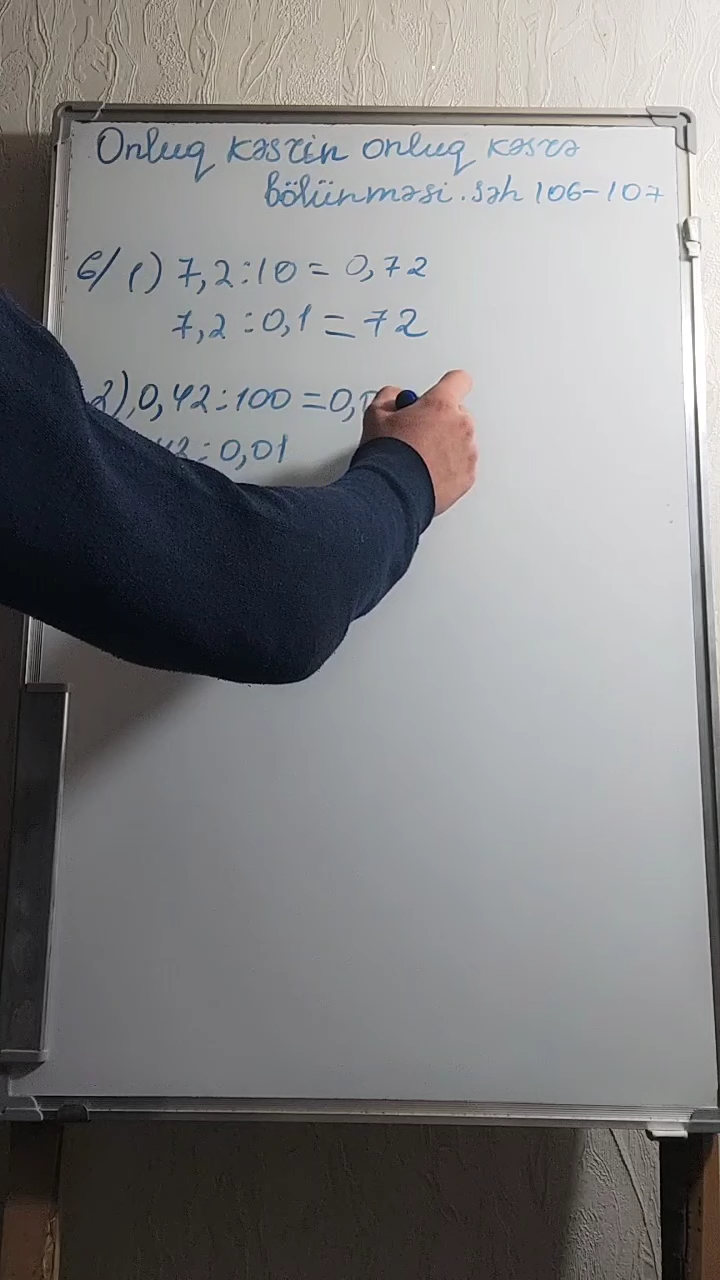 Onluq kəsrin onluq kəsrə
bölünməsi. səh 106-107
6/ 1) 7,2:10 = 0,72
7,2:0,1 = 72
2) 0,42:100 = 0,
42:0,01